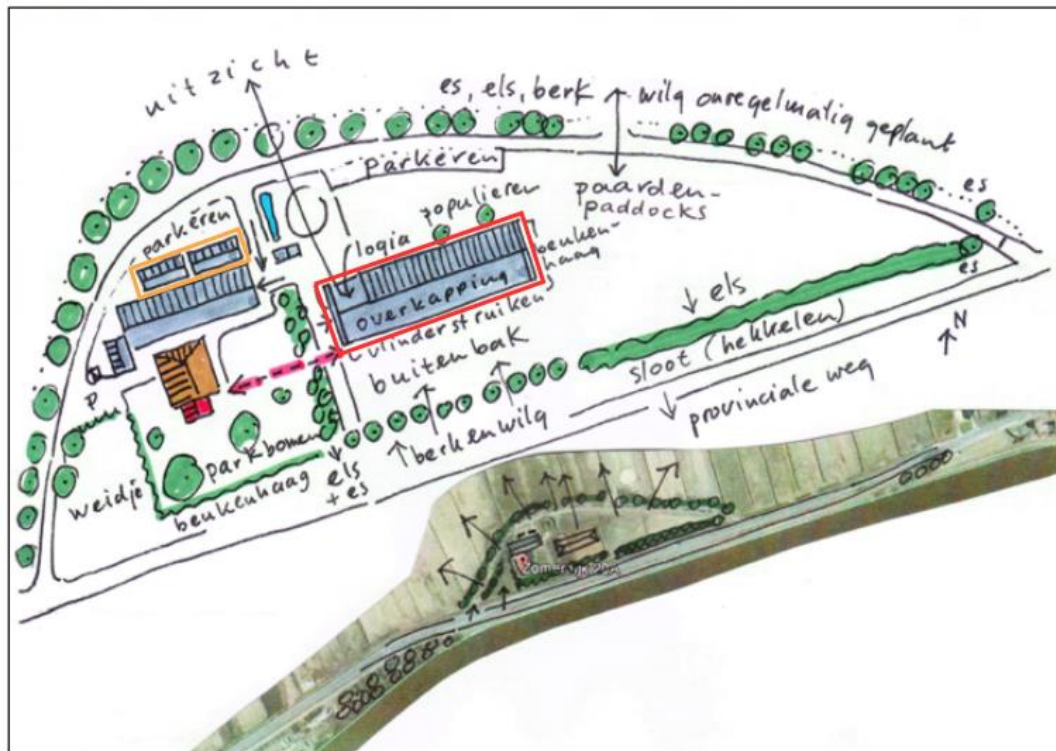 uitzicht
es, els, berk
wilg onregelmatig geplant
parkeren
es
paarden-
paddocks
populieren
parkeren
logia
beuken-
haag
overkapping
es
els
vlinderstruiken
buitenbak
sloot (hekkelen)
N
provinciale weg
P
parkbomen
berkenwilg
weidje
beukenhaag
els
+es